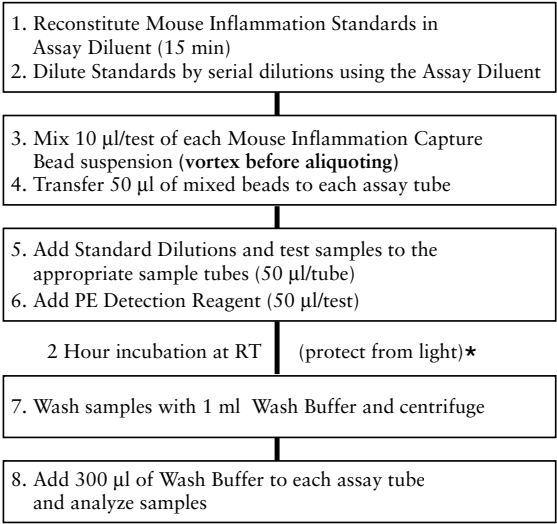 1. Reconstitute Mouse Inflammation Standards in
Assay Diluent (15 min)
2. Dilute Standards by serial dilutions using the Assay Diluent
3. Mix 10 µl/test of each Mouse Inflammation Capture
Bead suspension (vortex before aliquoting)
4. Transfer 50 µl of mixed beads to each assay tube
5. Add Standard Dilutions and test samples to the
appropriate sample tubes (50 µl/tube)
6. Add PE Detection Reagent (50 µl/test)
2 Hour incubation at RT (protect from light)*
7. Wash samples with 1 ml Wash Buffer and centrifuge
8. Add 300 µl of Wash Buffer to each assay tube
and analyze samples